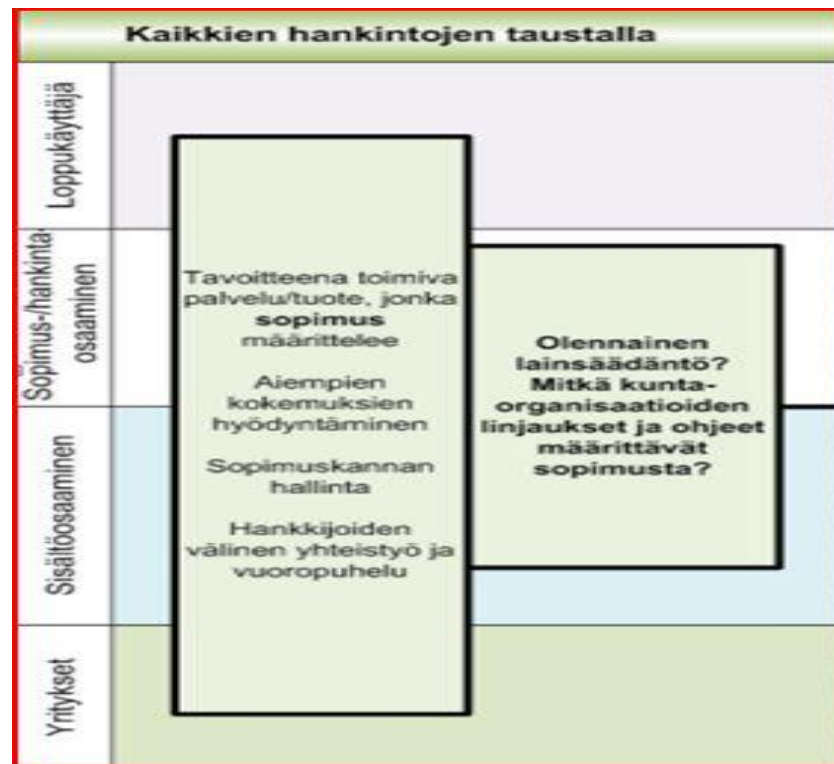 Kaikkien hankintojen taustalla
Loppukäyttäjä
Sopimus-/hankinta-
osaaminen
Sisältöosaaminen
Yritykset
Tavoitteena toimiva
palvelu/tuote, jonka
sopimus
määrittelee
Aiempien
kokemuksien
hyödyntäminen
Sopimuskannan
hallinta
Hankkijoiden
välinen yhteistyö ja
vuoropuhelu
Olennainen
lainsäädäntö?
Mitkä kunta-
organisaatioiden
linjaukset ja ohjeet
määrittävät
sopimusta?